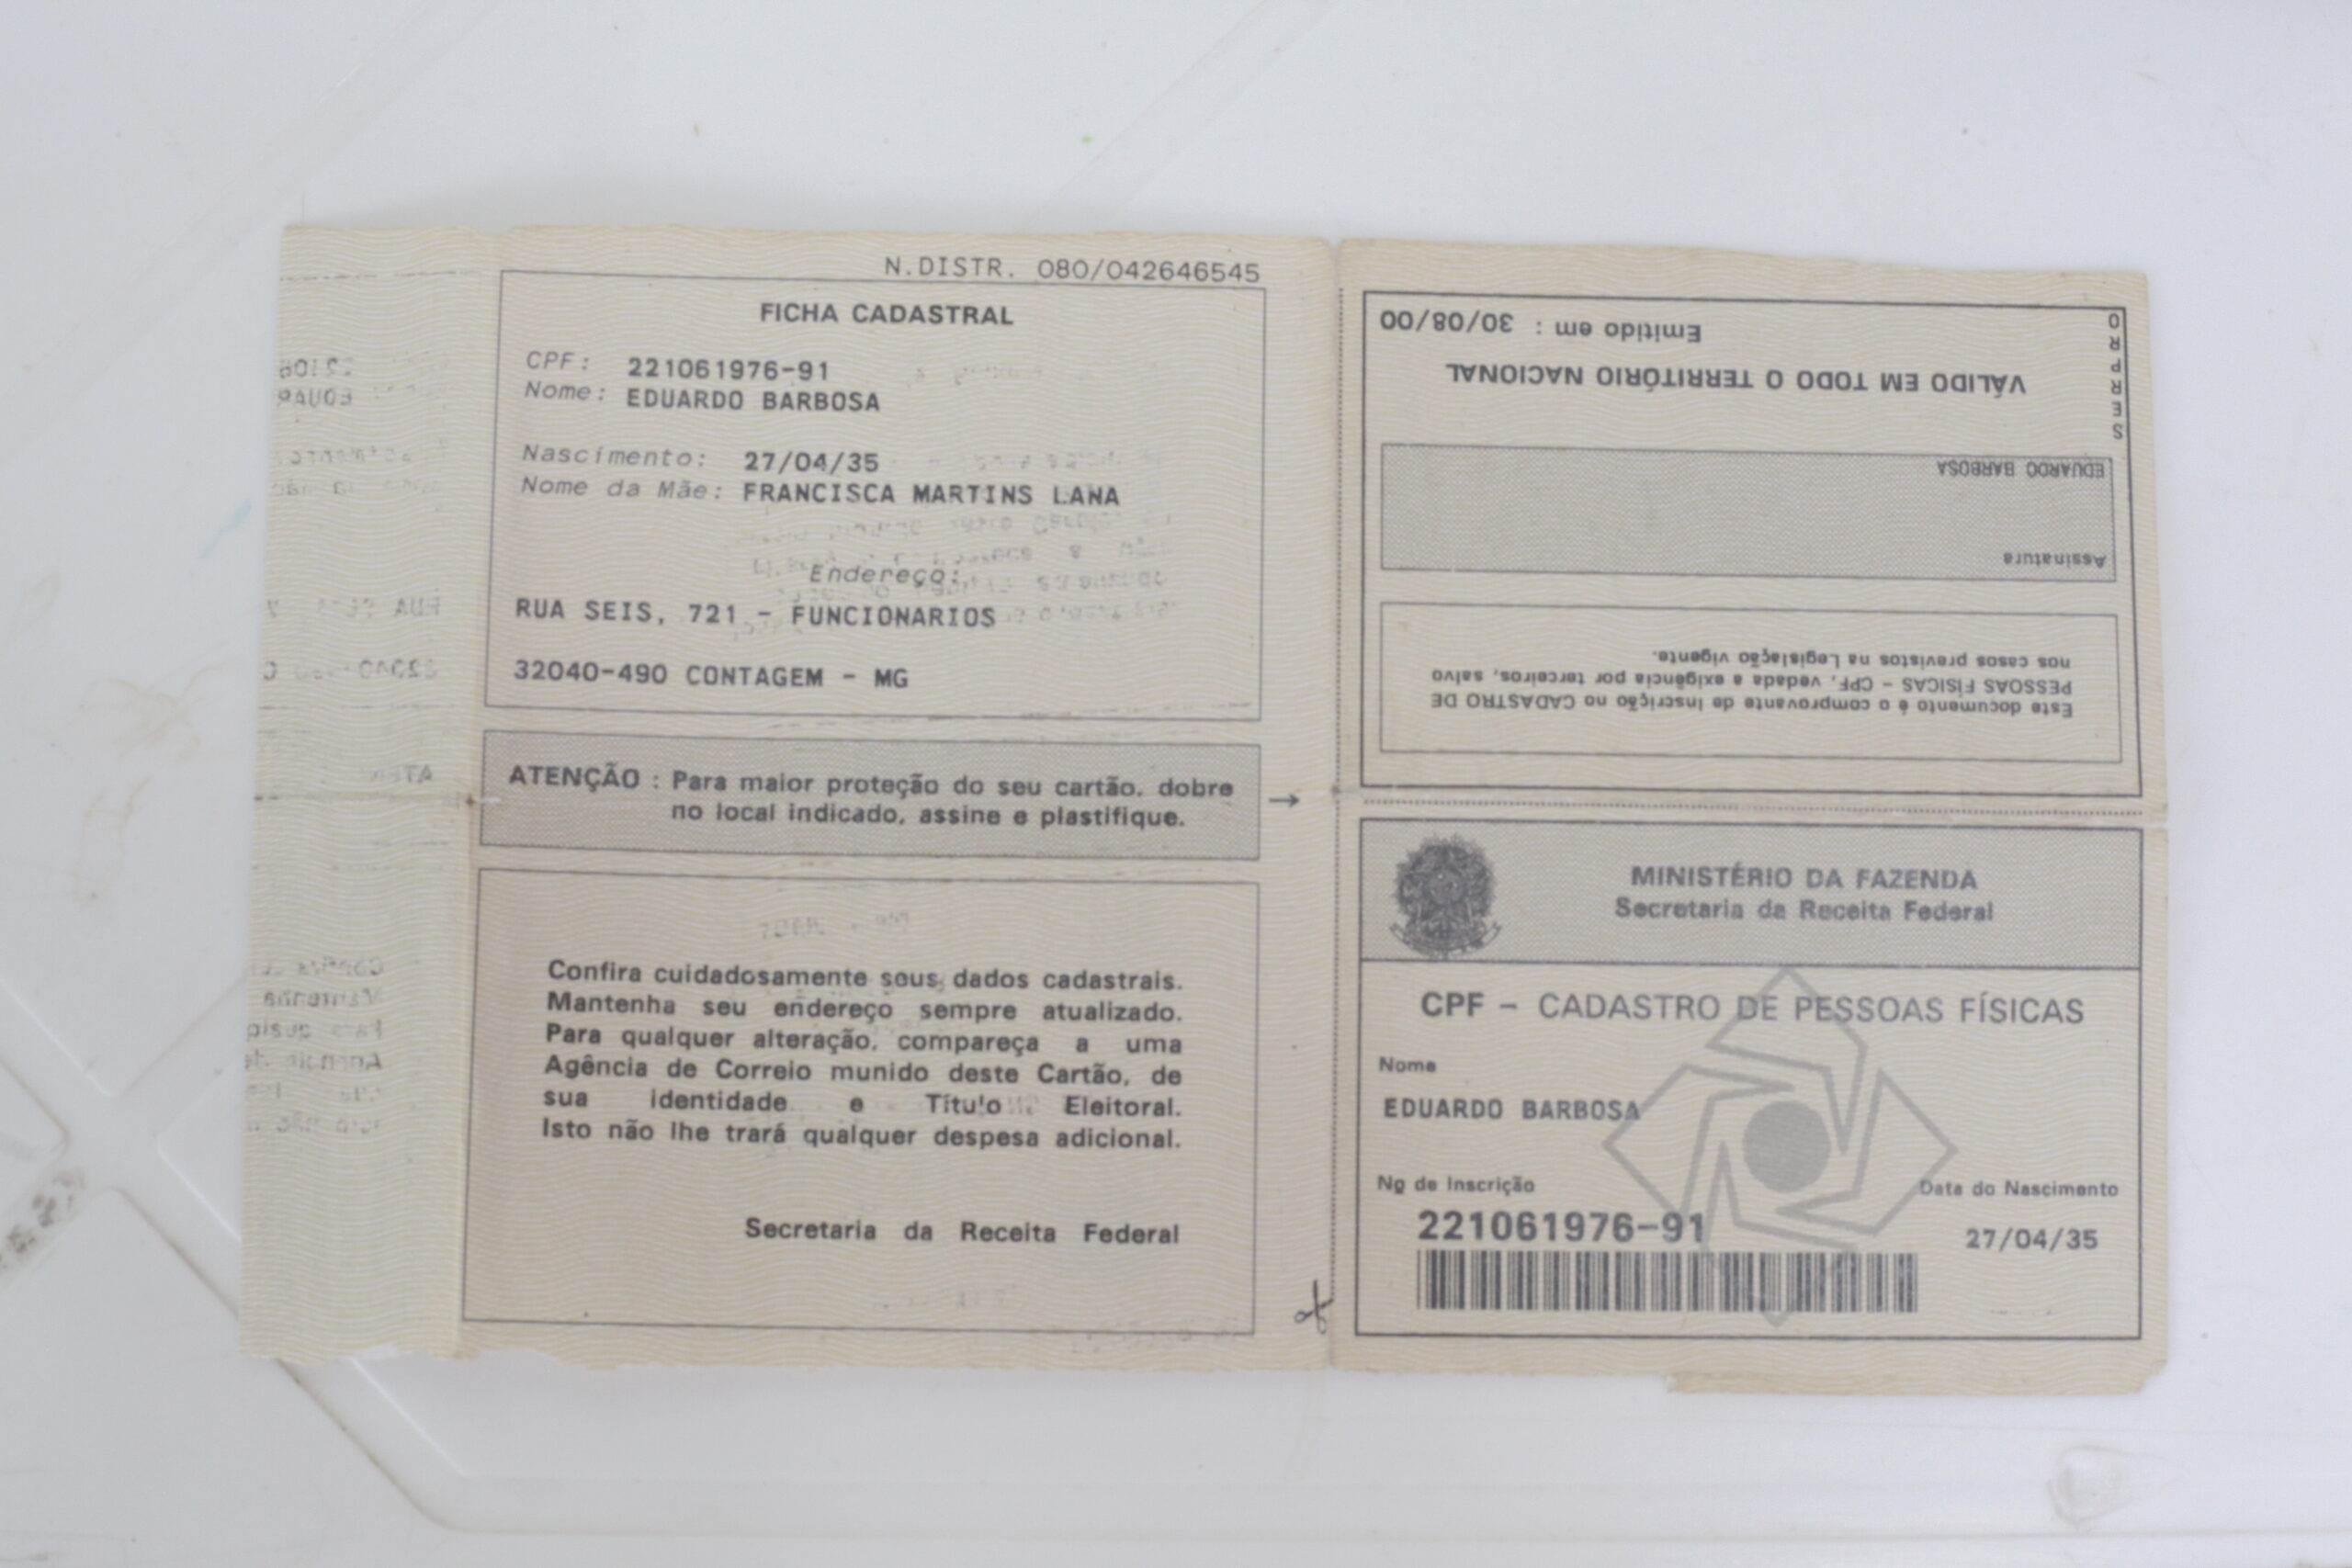 N.DISTR. 080/042646545
FICHA CADASTRAL
CPF: 221061976-91
Nome: EDUARDO BARBOSA
Nascimento: 27/04/35
Nome da Mãe: FRANCISCA MARTINS LANA
Endereço:
RUA SEIS, 721 - FUNCIONARIOS
32040-490 CONTAGEM - MG
ATENÇÃO : Para maior proteção do seu cartão, dobre
no local indicado, assine e plastifique.
→
Confira cuidadosamente seus dados cadastrais.
Mantenha seu endereço sempre atualizado.
Para qualquer alteração, compareça a uma
Agência de Correio munido deste Cartão, de
sua identidade e Título Eleitoral.
Isto não lhe trará qualquer despesa adicional.
Secretaria da Receita Federal
Este documento é o comprovante de inscrição no CADASTRO DE
PESSOAS FÍSICAS - CPF, vedada a exigência por terceiros, salvo
nos casos previstos na Legislação vigente.
Assinatura
EDUARDO BARBOSA
VÁLIDO EM TODO O TERRITÓRIO NACIONAL
Emitido em : 30/08/00
SERPRO
MINISTÉRIO DA FAZENDA
Secretaria da Receita Federal
CPF - CADASTRO DE PESSOAS FÍSICAS
Nome
EDUARDO BARBOSA
Nº de Inscrição
Data do Nascimento
221061976-91
27/04/35